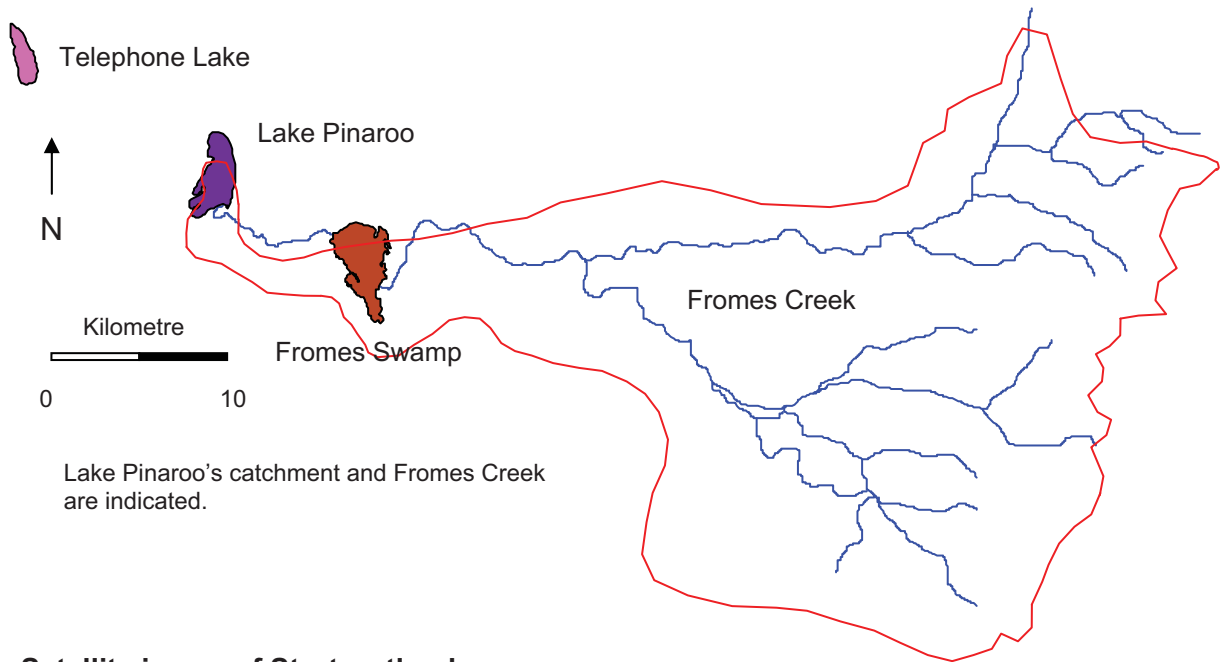 Telephone Lake
Lake Pinaroo
N
Fromes Creek
Kilometre
Fromes Swamp
0 10
Lake Pinaroo's catchment and Fromes Creek
are indicated.